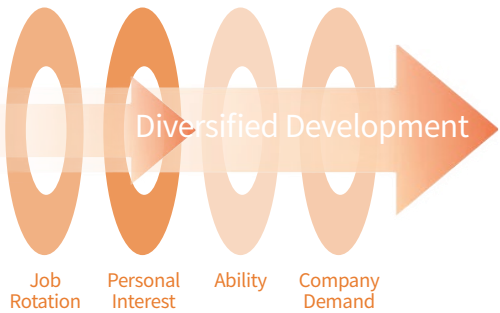 Diversified Development
Job
Rotation
Personal
Interest
Ability
Company
Demand